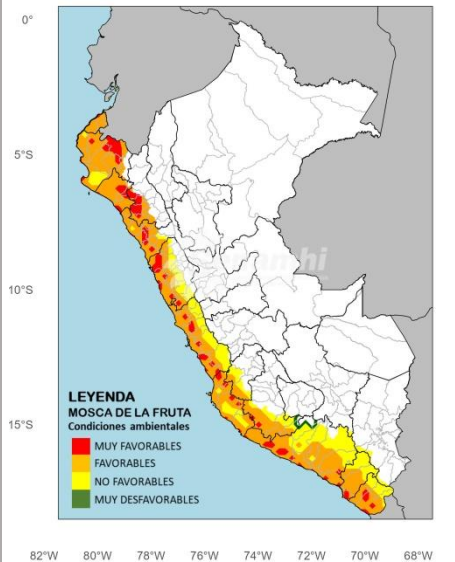 0°
5°S
10°S
15°S
LEYENDA
MOSCA DE LA FRUTA
Condiciones ambientales
MUY FAVORABLES
FAVORABLES
NO FAVORABLES
MUY DESFAVORABLES
82°W 80°W 78°W 76°W 74°W 72°W 70°W 68°W